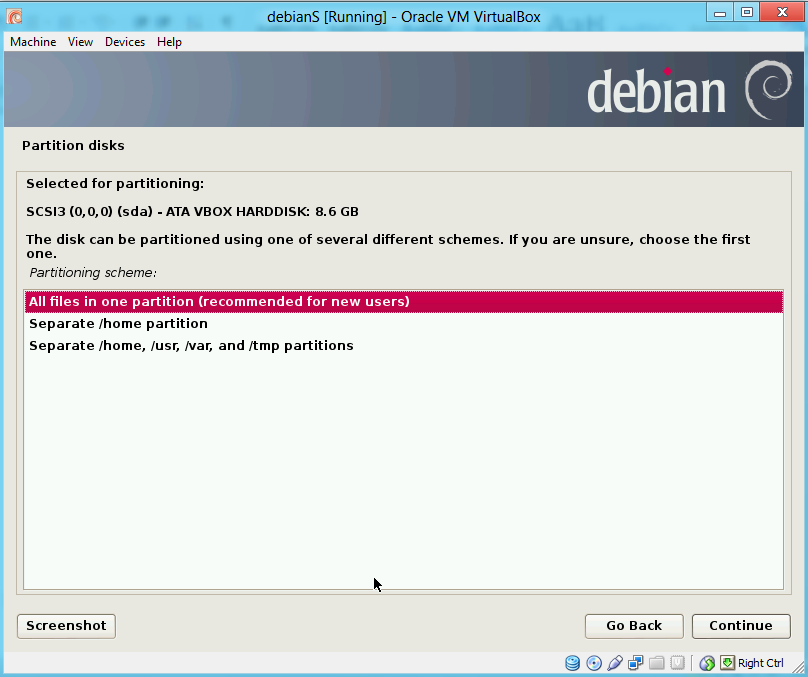 debianS [Running] - Oracle VM VirtualBox
Machine View Devices Help
debian
Partition disks
Selected for partitioning:
SCSI3 (0,0,0) (sda) - ATA VBOX HARDDISK: 8.6 GB
The disk can be partitioned using one of several different schemes. If you are unsure, choose the first
one.
Partitioning scheme:
All files in one partition (recommended for new users)
Separate /home partition
Separate /home, /usr, /var, and /tmp partitions
Screenshot Go Back Continue
Right Ctrl